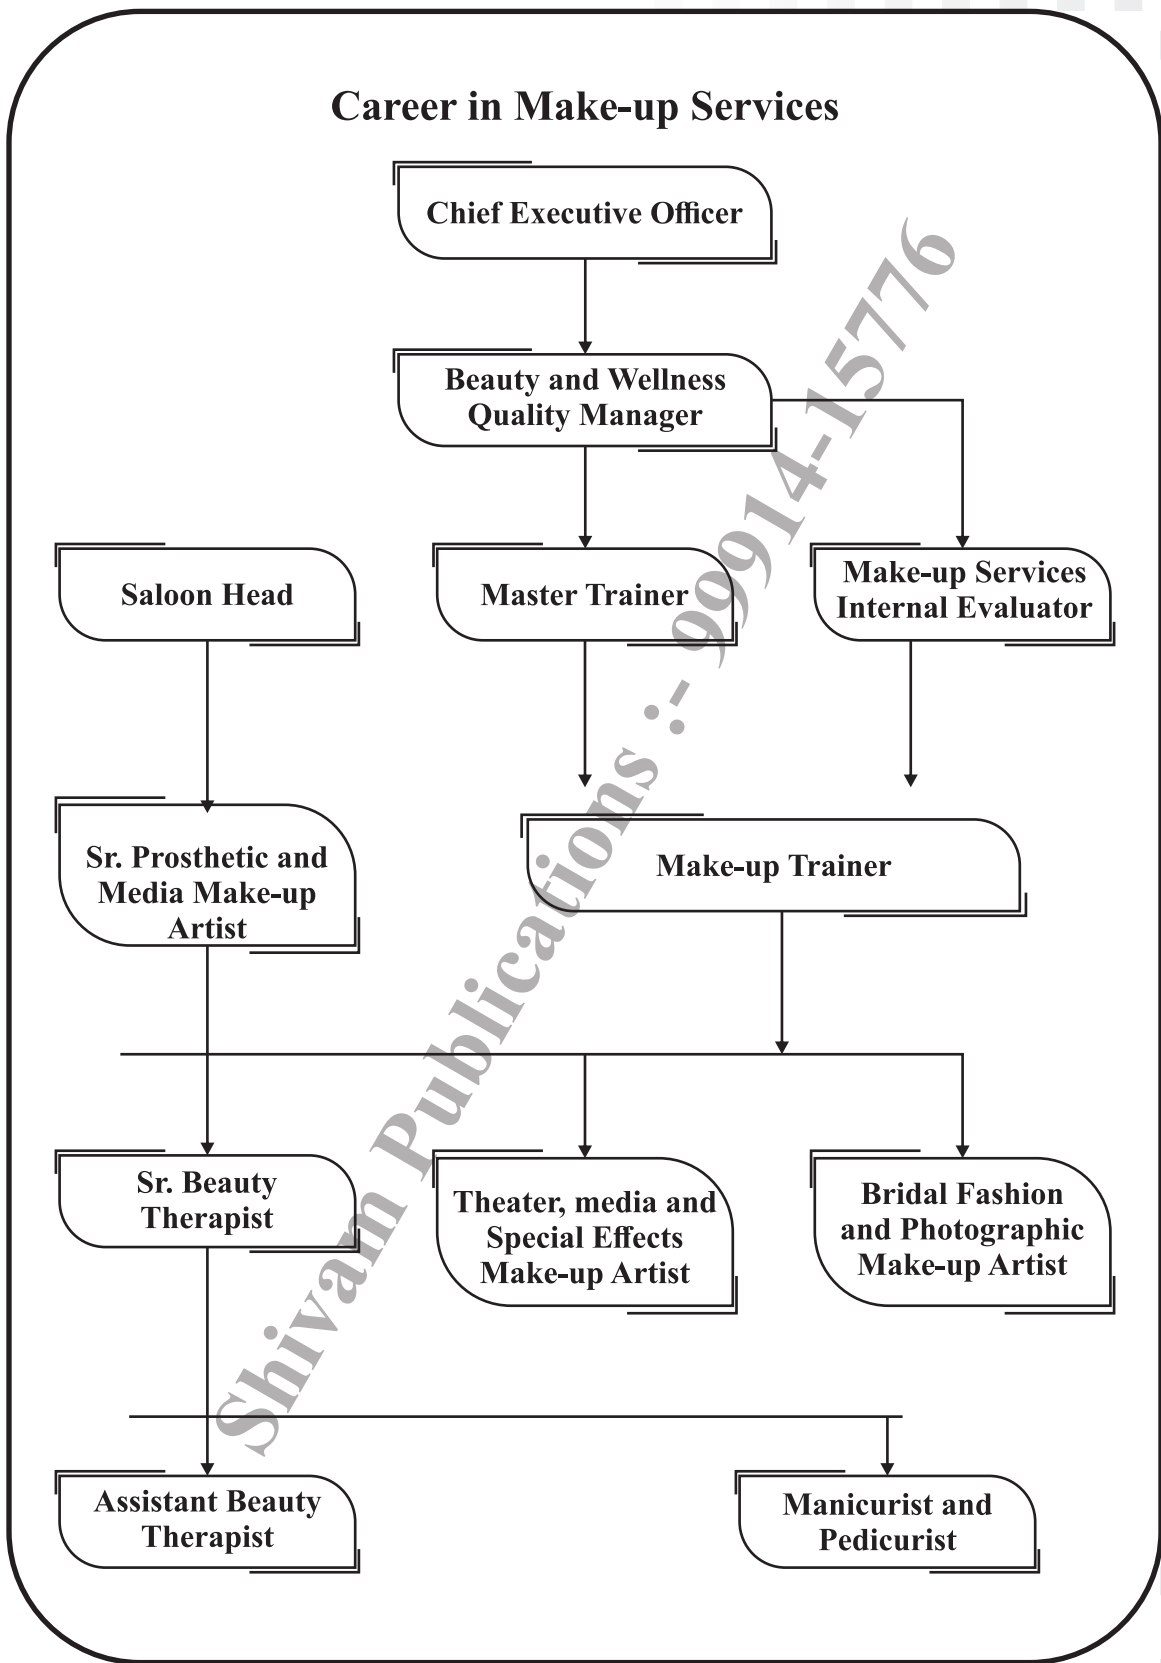 Career in Make-up Services
Chief Executive Officer
Beauty and Wellness
Quality Manager
Saloon Head
Master Trainer
Make-up Services
Internal Evaluator
Sr. Prosthetic and
Media Make-up
Artist
Make-up Trainer
Sr. Beauty
Therapist
Theater, media and
Special Effects
Make-up Artist
Bridal Fashion
and Photographic
Make-up Artist
Assistant Beauty
Therapist
Manicurist and
Pedicurist
Shivam Publications :- 99914-15776